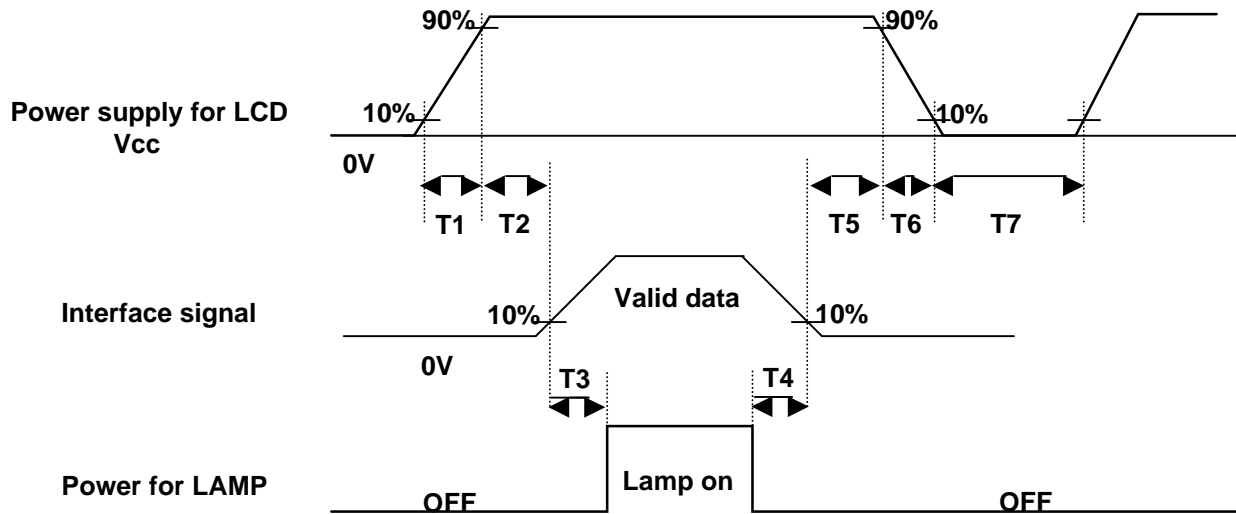 90%
90%
Power supply for LCD
Vcc
10%
10%
0V
T1
T2
T5
T6
T7
Interface signal
Valid data
10%
10%
0V
T3
T4
Power for LAMP
Lamp on
OFF
OFF